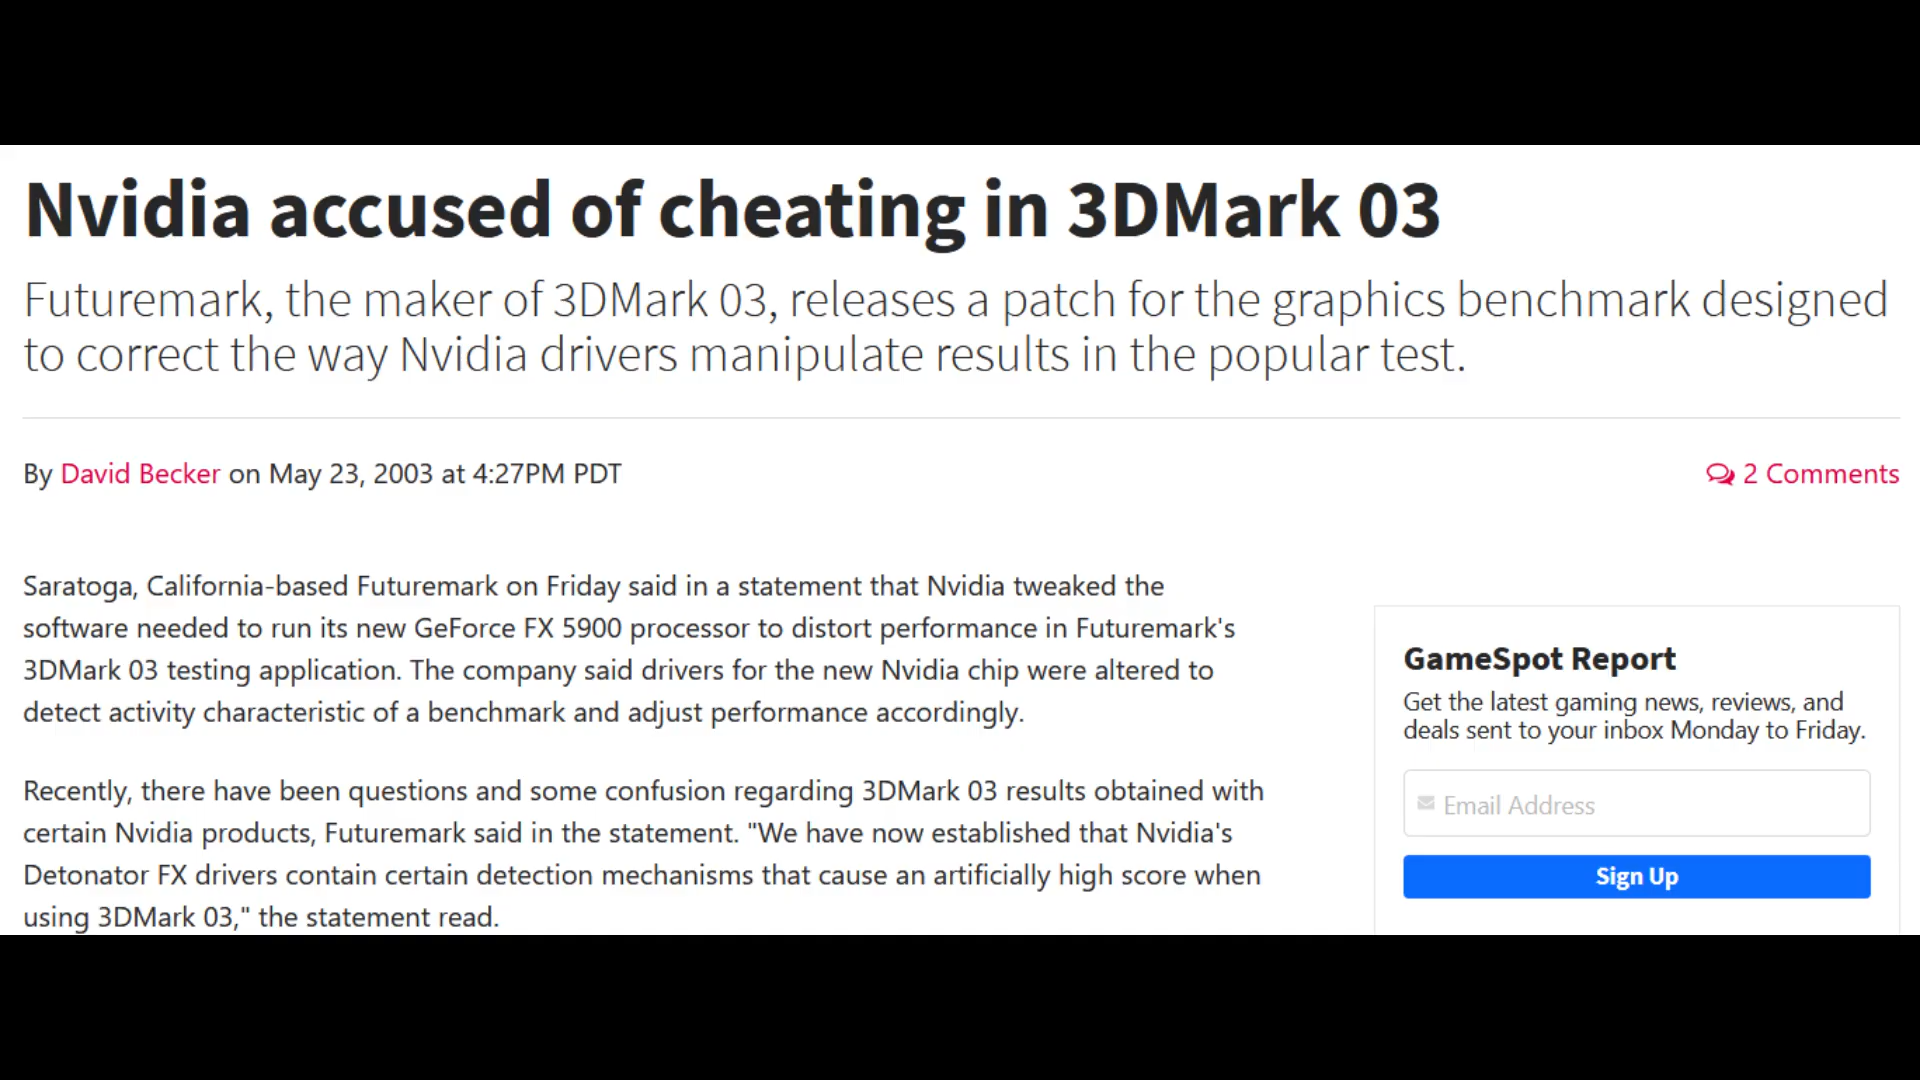 Nvidia accused of cheating in 3DMark 03
Futuremark, the maker of 3DMark 03, releases a patch for the graphics benchmark designed
to correct the way Nvidia drivers manipulate results in the popular test.
By David Becker on May 23, 2003 at 4:27PM PDT
2 Comments
Saratoga, California-based Futuremark on Friday said in a statement that Nvidia tweaked the
software needed to run its new GeForce FX 5900 processor to distort performance in Futuremark's
3DMark 03 testing application. The company said drivers for the new Nvidia chip were altered to
detect activity characteristic of a benchmark and adjust performance accordingly.
Recently, there have been questions and some confusion regarding 3DMark 03 results obtained with
certain Nvidia products, Futuremark said in the statement. "We have now established that Nvidia's
Detonator FX drivers contain certain detection mechanisms that cause an artificially high score when
using 3DMark 03," the statement read.
GameSpot Report
Get the latest gaming news, reviews, and
deals sent to your inbox Monday to Friday.
Email Address
Sign Up